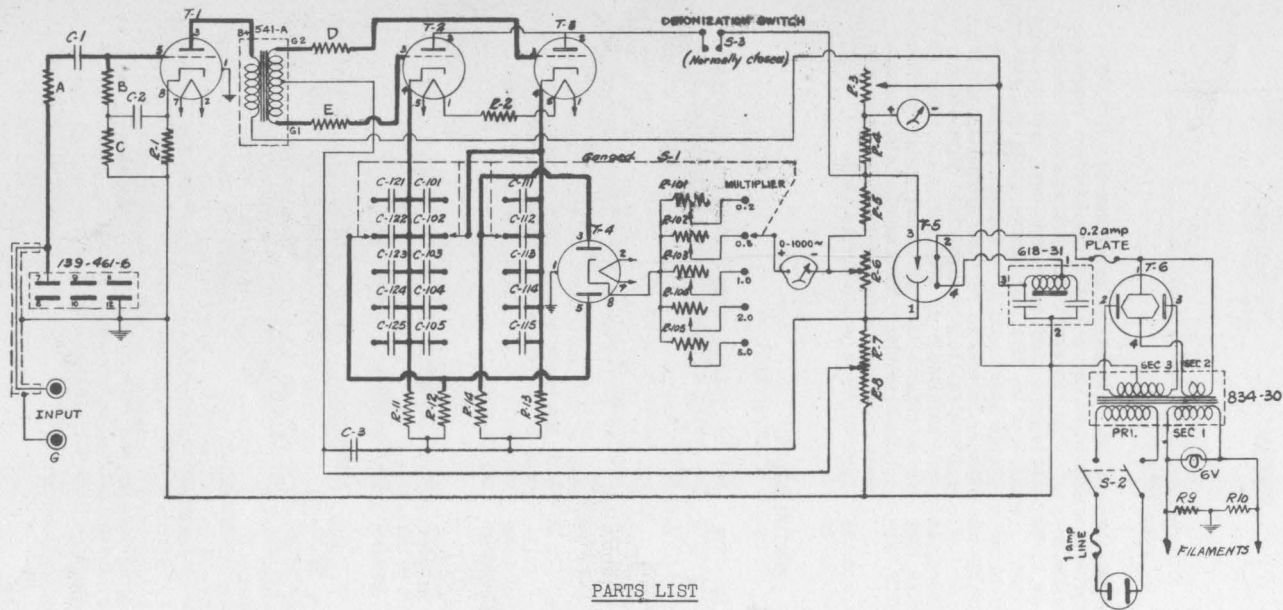 T-1
T-2
T-3
DEIONIZATION SWITCH
S-3
(Normally closed)
C-1
541-A
B+
G2
D
G1
E
A
B
C-2
C
R-1
R-2
R-3
R-4
R-5
R-6
R-7
R-8
Ganged S-1
C-121
C-101
C-122
C-102
C-123
C-103
C-124
C-104
C-125
C-105
C-111
C-112
C-113
C-114
C-115
T-4
R-101
R-102
R-103
R-104
R-105
MULTIPLIER
0.2
0.5
1.0
2.0
5.0
0-1000~
T-5
618-31
0.2 amp
PLATE
T-6
139-461-6
INPUT
G
R-11
R-12
R-14
R-13
C-3
SEC 3
SEC 2
834-30
PRI.
SEC 1
6V
S-2
R9
R10
1 amp
LINE
FILAMENTS
PARTS LIST